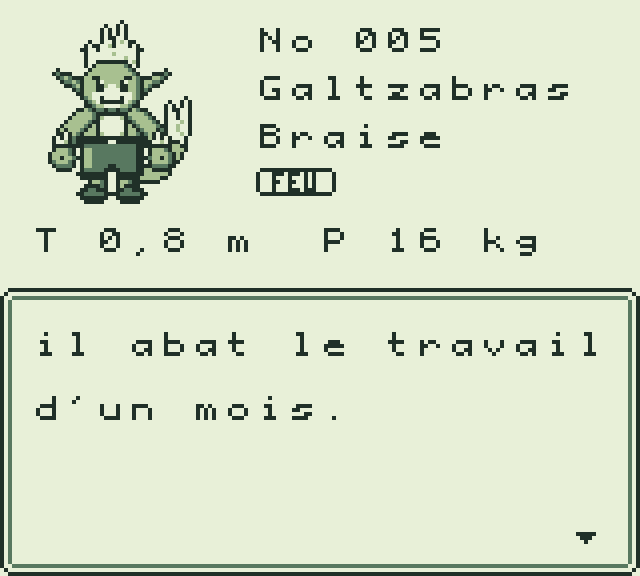 No 005
Galtzabras
Braise
FEU
T 0,8 m P 16 kg
il abat le travail
d'un mois.